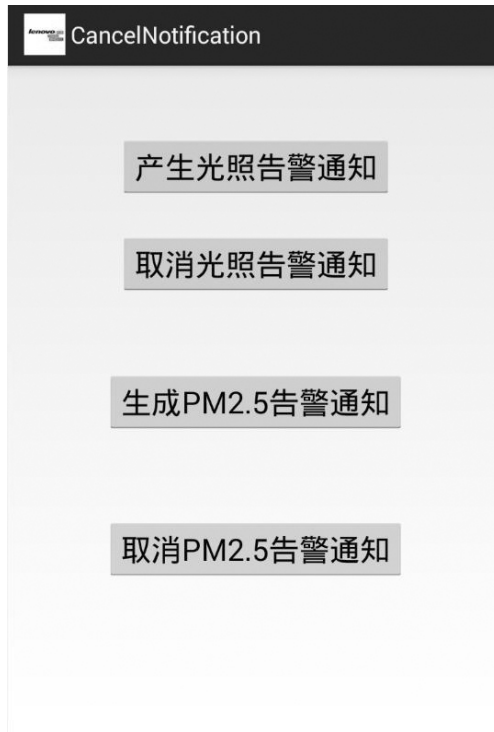 lenovo
CancelNotification
产生光照告警通知
取消光照告警通知
生成PM2.5告警通知
取消PM2.5告警通知